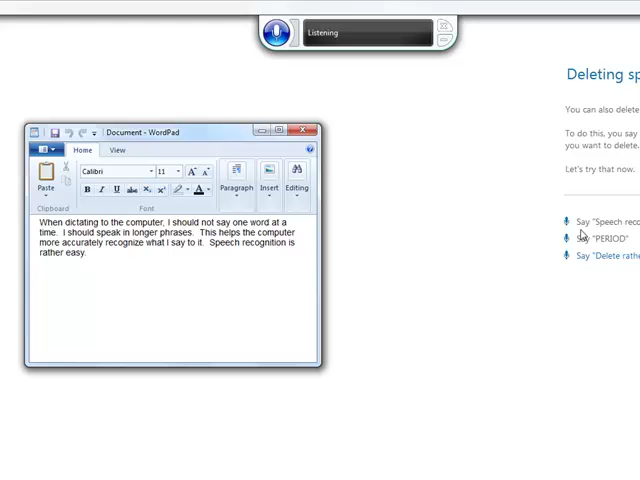 Listening
Deleting sp
You can also delete
To do this, you say
you want to delete.
Let's try that now.
Say "Speech reco
Say "PERIOD"
Say "Delete rathe
Document - WordPad
Home View
Calibri 11
Paste
Paragraph Insert Editing
Clipboard Font
When dictating to the computer, I should not say one word at a
time. I should speak in longer phrases. This helps the computer
more accurately recognize what I say to it. Speech recognition is
rather easy.